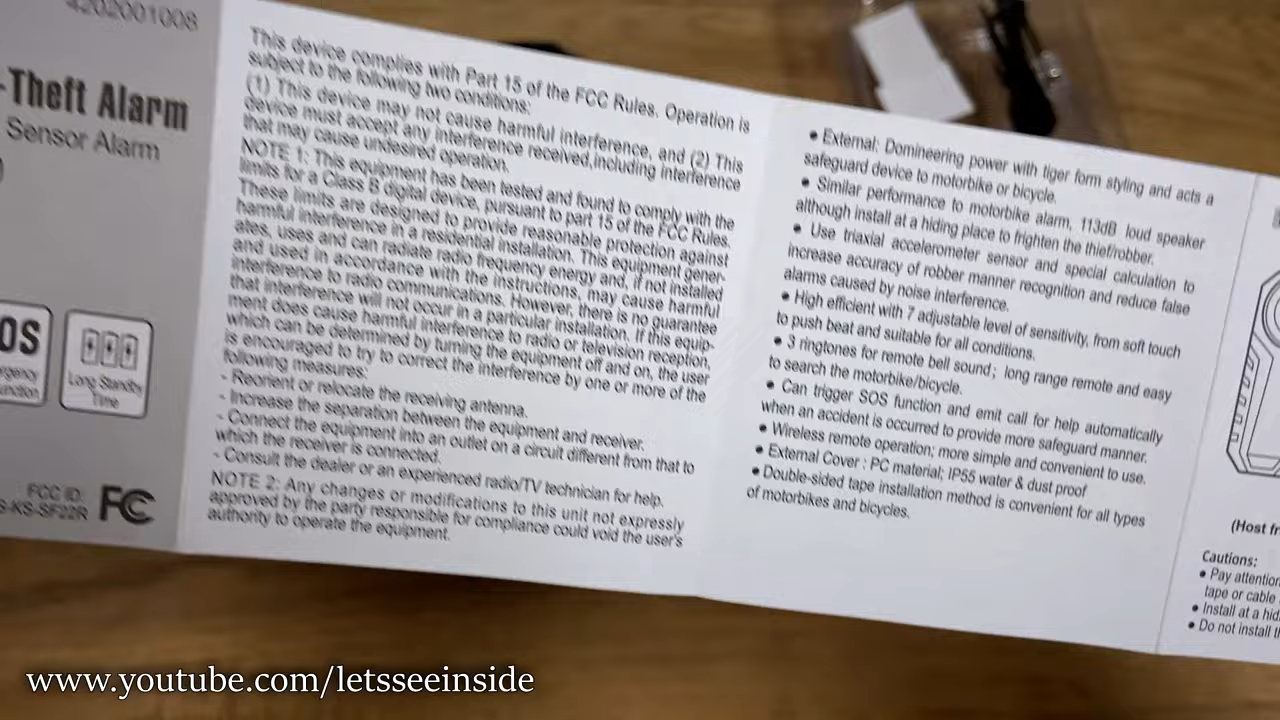 4202001008
-Theft Alarm
Sensor Alarm
OS
Long Standby
Time
FCC ID:
-KS-SF22R
FC
This device complies with Part 15 of the FCC Rules. Operation is
subject to the following two conditions:
(1) This device may not cause harmful interference, and (2) This
device must accept any interference received,including interference
that may cause undesired operation.
NOTE 1: This equipment has been tested and found to comply with the
limits for a Class B digital device, pursuant to part 15 of the FCC Rules.
These limits are designed to provide reasonable protection against
harmful interference in a residential installation. This equipment gener-
ates, uses and can radiate radio frequency energy and, if not installed
and used in accordance with the instructions, may cause harmful
interference to radio communications. However, there is no guarantee
that interference will not occur in a particular installation. If this equip-
ment does cause harmful interference to radio or television reception,
which can be determined by turning the equipment off and on, the user
is encouraged to try to correct the interference by one or more of the
following measures:
- Reorient or relocate the receiving antenna.
- Increase the separation between the equipment and receiver.
- Connect the equipment into an outlet on a circuit different from that to
which the receiver is connected.
- Consult the dealer or an experienced radio/TV technician for help.
NOTE 2: Any changes or modifications to this unit not expressly
approved by the party responsible for compliance could void the user's
authority to operate the equipment.
● External: Domineering power with tiger form styling and acts a
safeguard device to motorbike or bicycle.
● Similar performance to motorbike alarm, 113dB loud speaker
although install at a hiding place to frighten the thief/robber.
● Use triaxial accelerometer sensor and special calculation to
increase accuracy of robber manner recognition and reduce false
alarms caused by noise interference.
● High efficient with 7 adjustable level of sensitivity, from soft touch
to push beat and suitable for all conditions.
● 3 ringtones for remote bell sound; long range remote and easy
to search the motorbike/bicycle.
● Can trigger SOS function and emit call for help automatically
when an accident is occurred to provide more safeguard manner.
● Wireless remote operation; more simple and convenient to use.
● External Cover : PC material; IP55 water & dust proof
● Double-sided tape installation method is convenient for all types
of motorbikes and bicycles.
(Host fr
Cautions:
● Pay attention
tape or cable
● Install at a hid
● Do not install th
www.youtube.com/letsseeinside